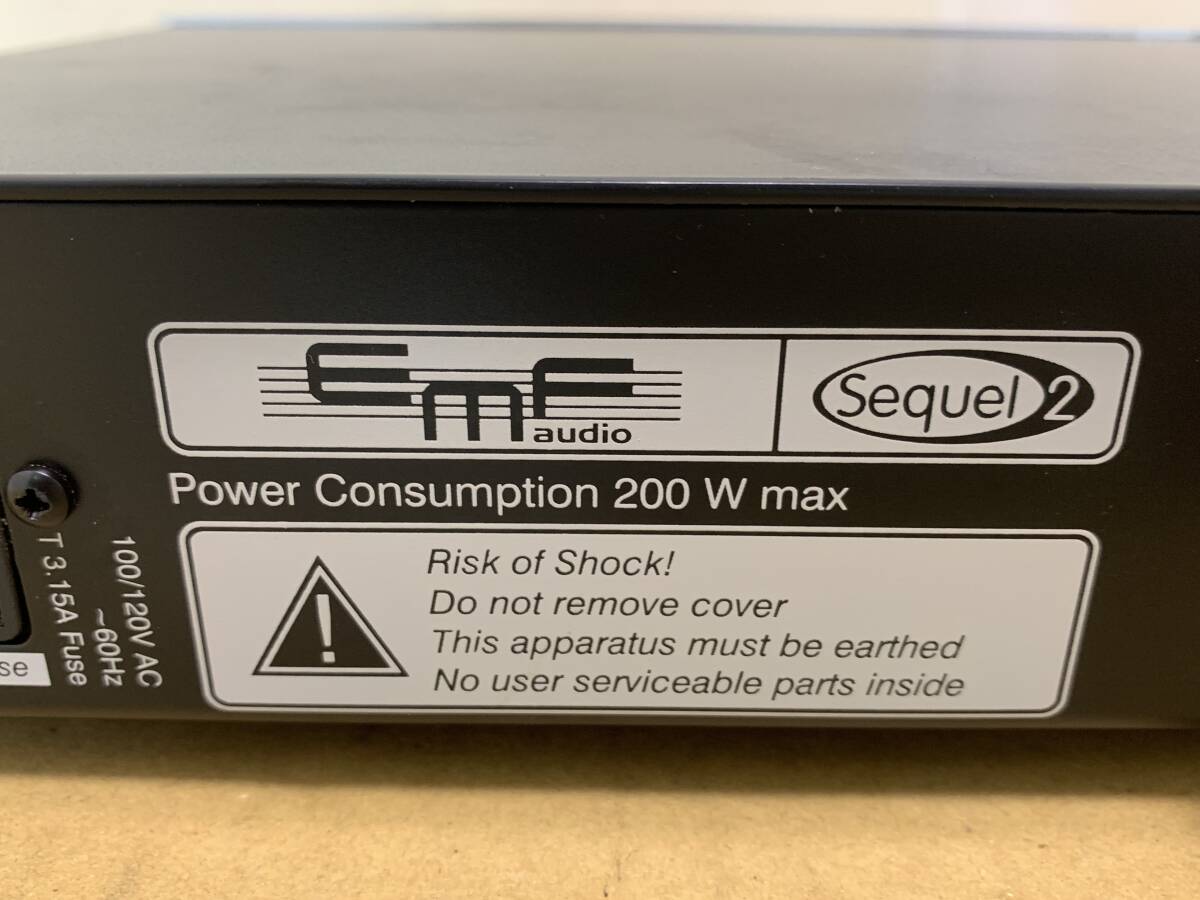 EMF
audio
Sequel 2
Power Consumption 200 W max
Risk of Shock!
Do not remove cover
This apparatus must be earthed
No user serviceable parts inside
100/120V AC
~60Hz
T 3.15A Fuse
se